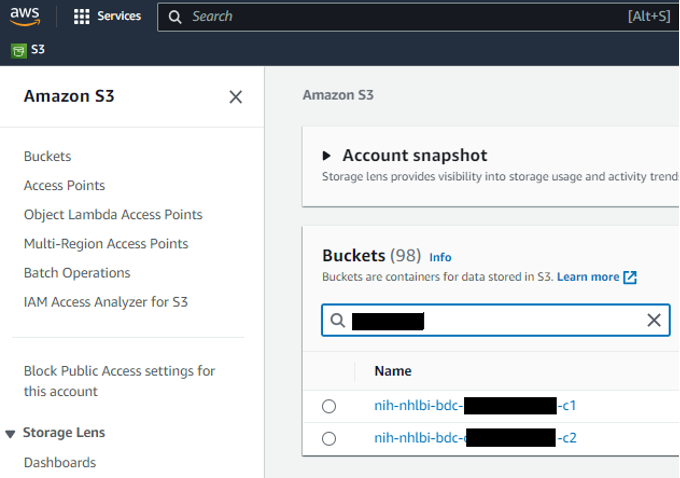 aws
Services
Search
[Alt+S]
S3
Amazon S3
Buckets
Access Points
Object Lambda Access Points
Multi-Region Access Points
Batch Operations
IAM Access Analyzer for S3
Block Public Access settings for
this account
Storage Lens
Dashboards
Amazon S3
Account snapshot
Storage lens provides visibility into storage usage and activity trend
Buckets (98) Info
Buckets are containers for data stored in S3. Learn more
Name
nih-nhlbi-bdc- -c1
nih-nhlbi-bdc- -c2